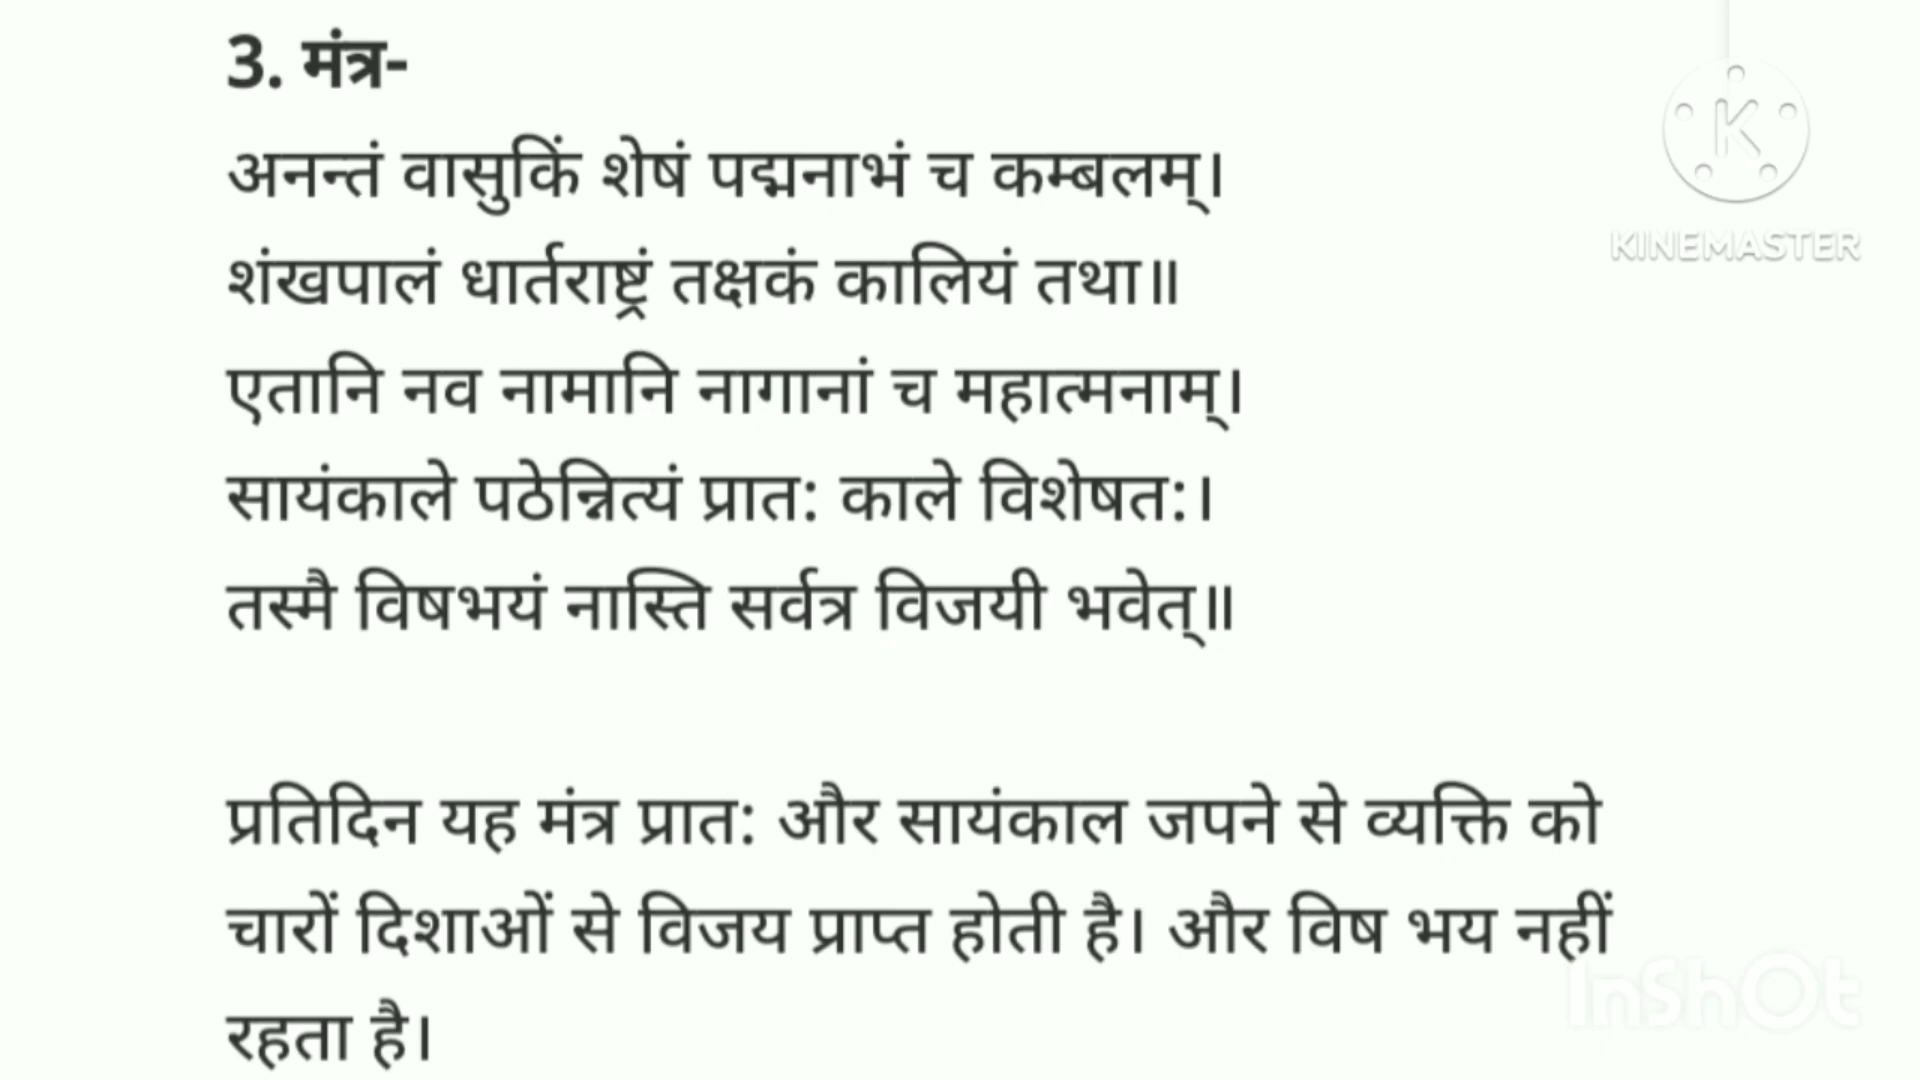 3. मंत्र-
अनन्तं वासुकिं शेषं पद्मनाभं च कम्बलम्।
शंखपालं धार्तराष्ट्रं तक्षकं कालियं तथा॥
एतानि नव नामानि नागानां च महात्मनाम्।
सायंकाले पठेन्नित्यं प्रात: काले विशेषत:।
तस्मै विषभयं नास्ति सर्वत्र विजयी भवेत्॥
प्रतिदिन यह मंत्र प्रात: और सायंकाल जपने से व्यक्ति को
चारों दिशाओं से विजय प्राप्त होती है। और विष भय नहीं
रहता है।
K
KINEMASTER
InShOt